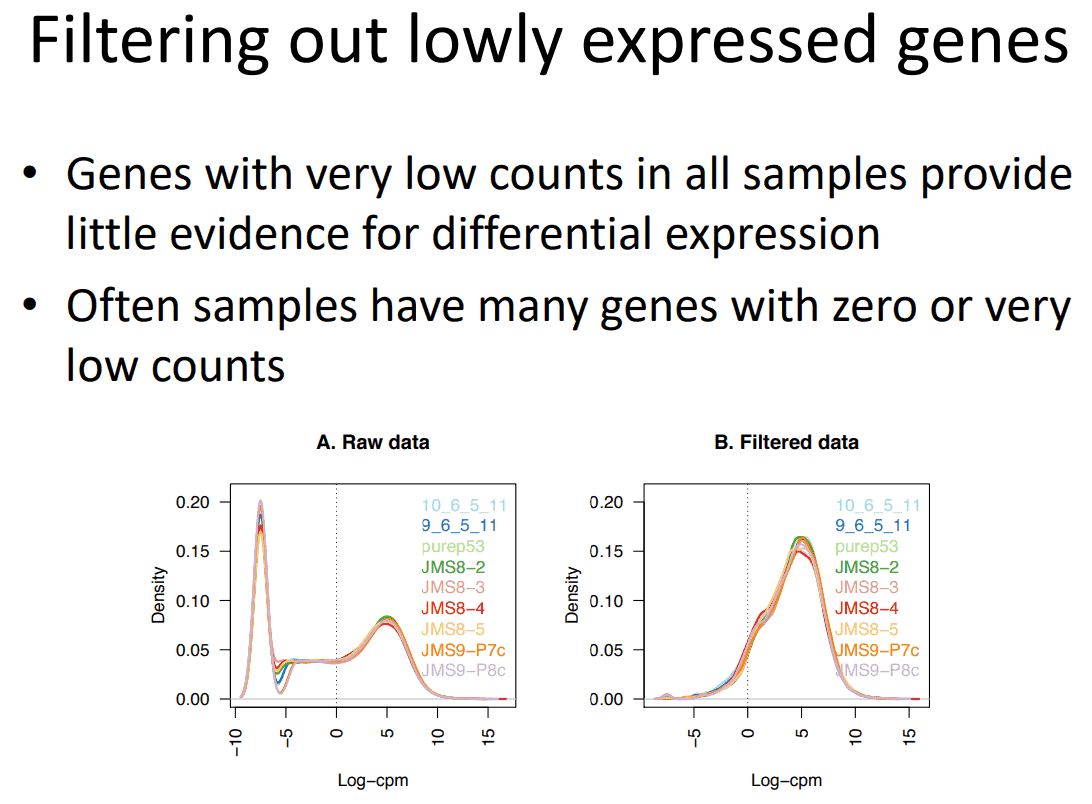 Filtering out lowly expressed genes
• Genes with very low counts in all samples provide
little evidence for differential expression
• Often samples have many genes with zero or very
low counts
A. Raw data
0.20
0.15
0.10
0.05
0.00
Density
10_6_5_11
9_6_5_11
purep53
JMS8−2
JMS8−3
JMS8−4
JMS8−5
JMS9−P7c
JMS9−P8c
−10 −5 0 5 10 15
Log−cpm
B. Filtered data
0.20
0.15
0.10
0.05
0.00
Density
10_6_5_11
9_6_5_11
purep53
JMS8−2
JMS8−3
JMS8−4
JMS8−5
JMS9−P7c
JMS9−P8c
−5 0 5 10 15
Log−cpm